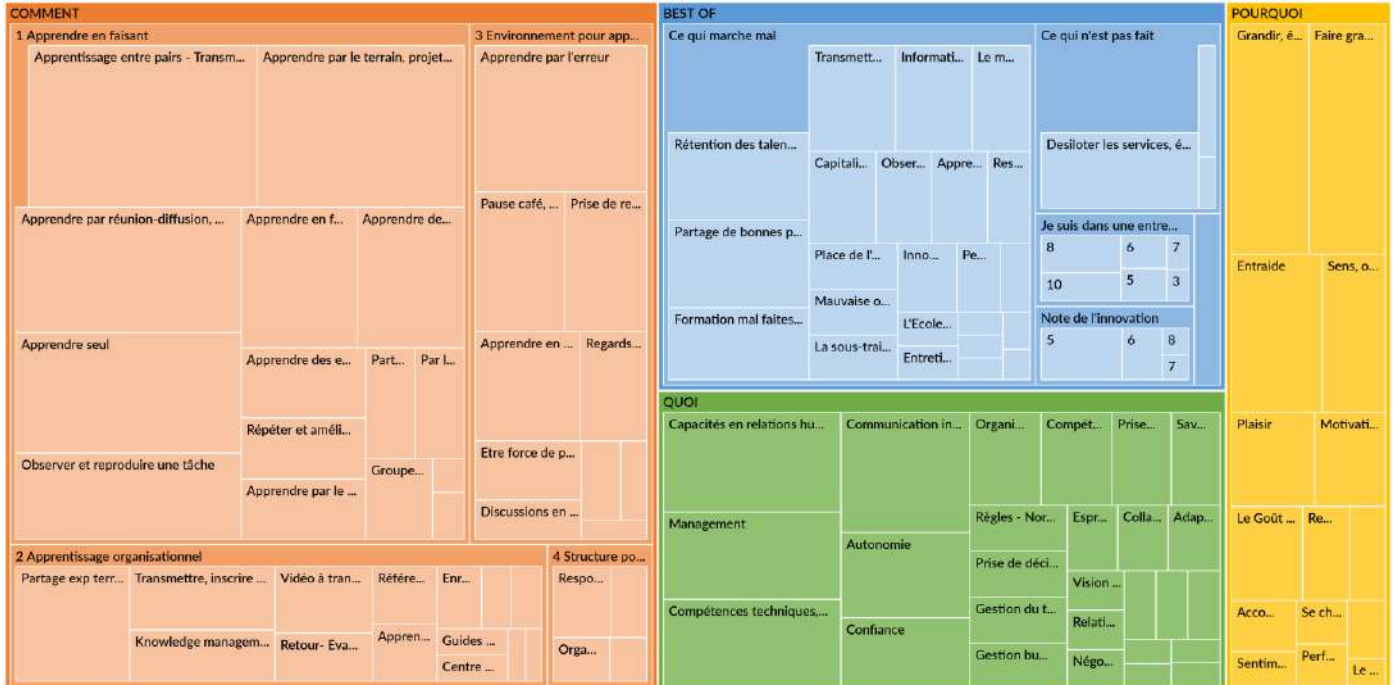 COMMENT
1 Apprendre en faisant
Apprentissage entre pairs - Transm...
Apprendre par le terrain, projet...
Apprendre par réunion-diffusion, ...
Apprendre en f...
Apprendre de...
Apprendre seul
Apprendre des e...
Part...
Par l...
Répéter et améli...
Observer et reproduire une tâche
Apprendre par le ...
Groupe...
3 Environnement pour app...
Apprendre par l'erreur
Pause café, ...
Prise de re...
Apprendre en ...
Regards...
Etre force de p...
Discussions en ...
2 Apprentissage organisationnel
Partage exp terr...
Transmettre, inscrire ...
Vidéo à tran...
Référe...
Enr...
Knowledge managem...
Retour- Eva...
Appren...
Guides ...
Centre ...
4 Structure po...
Respo...
Orga...
BEST OF
Ce qui marche mal
Transmett...
Informati...
Le m...
Rétention des talen...
Capitali...
Obser...
Appre...
Res...
Partage de bonnes p...
Place de l'...
Inno...
Pe...
Mauvaise o...
Formation mal faites...
L'Ecole...
La sous-trai...
Entreti...
Ce qui n'est pas fait
Desiloter les services, é...
Je suis dans une entre...
8
6
7
10
5
3
Note de l'innovation
5
6
8
7
QUOI
Capacités en relations hu...
Communication in...
Organi...
Compét...
Prise...
Sav...
Management
Autonomie
Règles - Nor...
Espr...
Colla...
Adap...
Prise de déci...
Vision ...
Compétences techniques,...
Confiance
Gestion du t...
Relati...
Gestion bu...
Négo...
POURQUOI
Grandir, é...
Faire gra...
Entraide
Sens, o...
Plaisir
Motivati...
Le Goût ...
Re...
Acco...
Se ch...
Sentim...
Perf...
Le ...